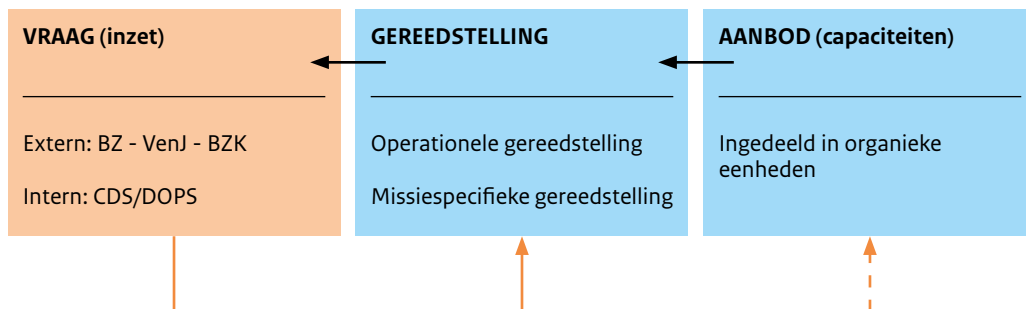 VRAAG (inzet)
Extern: BZ - VenJ - BZK
Intern: CDS/DOPS
GEREEDSTELLING
Operationele gereedstelling
Missiespecifieke gereedstelling
AANBOD (capaciteiten)
Ingedeeld in organieke
eenheden